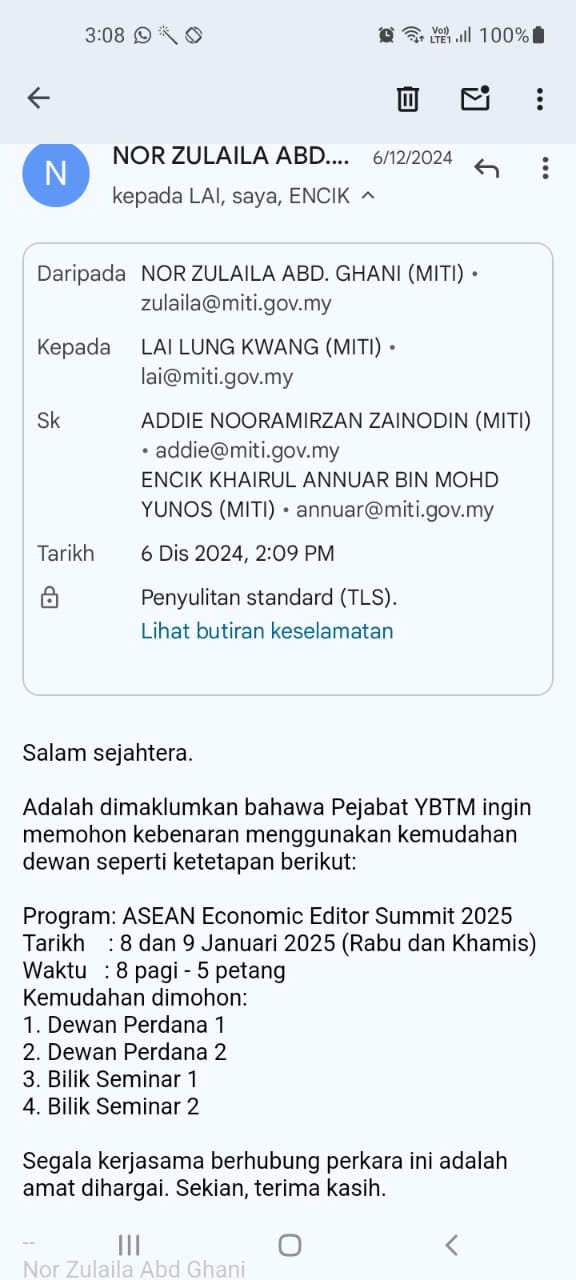 3:08
Vo))
LTE1
100%
N
NOR ZULAILA ABD.... 6/12/2024
kepada LAI, saya, ENCIK
Daripada NOR ZULAILA ABD. GHANI (MITI) •
zulaila@miti.gov.my
Kepada LAI LUNG KWANG (MITI) •
lai@miti.gov.my
Sk ADDIE NOORAMIRZAN ZAINODIN (MITI)
• addie@miti.gov.my
ENCIK KHAIRUL ANNUAR BIN MOHD
YUNOS (MITI) • annuar@miti.gov.my
Tarikh 6 Dis 2024, 2:09 PM
Penyulitan standard (TLS).
Lihat butiran keselamatan
Salam sejahtera.
Adalah dimaklumkan bahawa Pejabat YBTM ingin
memohon kebenaran menggunakan kemudahan
dewan seperti ketetapan berikut:
Program: ASEAN Economic Editor Summit 2025
Tarikh : 8 dan 9 Januari 2025 (Rabu dan Khamis)
Waktu : 8 pagi - 5 petang
Kemudahan dimohon:
1. Dewan Perdana 1
2. Dewan Perdana 2
3. Bilik Seminar 1
4. Bilik Seminar 2
Segala kerjasama berhubung perkara ini adalah
amat dihargai. Sekian, terima kasih.
--
Nor Zulaila Abd Ghani